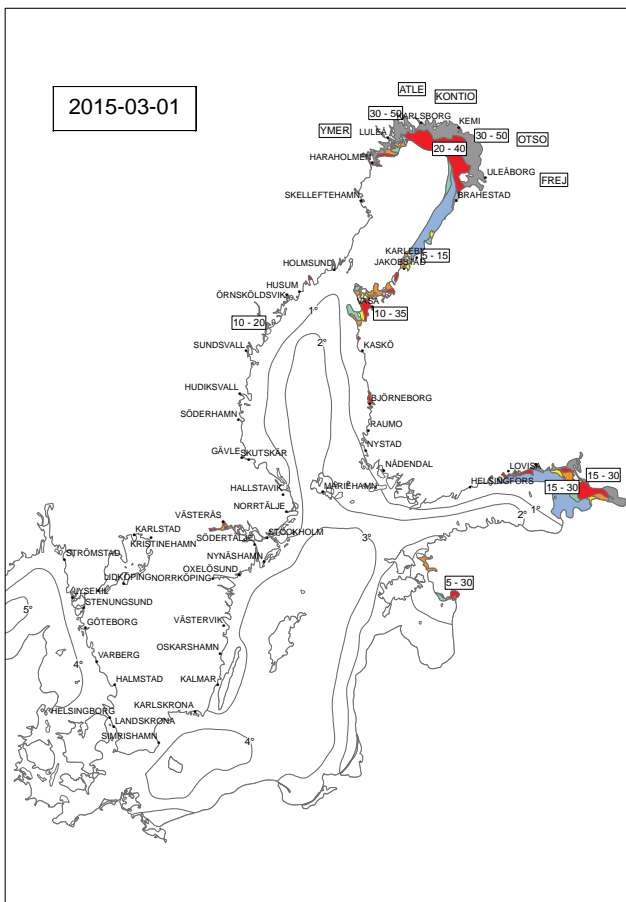 2015-03-01
ATLE
KONTIO
30 - 50
KARLSBORG
KEMI
YMER
LULEÅ
30 - 50
OTSO
20 - 40
HARAHOLMEN
ULEÅBORG
FREJ
SKELLEFTEHAMN
BRAHESTAD
KARLEBY
5 - 15
HOLMSUND
JAKOBSTAD
HUSUM
ÖRNSKÖLDSVIK
VASA
1°
10 - 35
10 - 20
2°
SUNDSVALL
KASKÖ
HUDIKSVALL
BJÖRNEBORG
SÖDERHAMN
RAUMO
NYSTAD
GÄVLE
SKUTSKÄR
NÅDENDAL
LOVISA
15 - 30
HELSINGFORS
15 - 30
HALLSTAVIK
MARIEHAMN
NORRTÄLJE
1°
2°
VÄSTERÅS
KARLSTAD
STOCKHOLM
SÖDERTÄLJE
3°
KRISTINEHAMN
STRÖMSTAD
NYNÄSHAMN
LIDKÖPING
NORRKÖPING
OXELÖSUND
5 - 30
LYSEKIL
5°
STENUNGSUND
GÖTEBORG
VÄSTERVIK
OSKARSHAMN
4°
VARBERG
HALMSTAD
KALMAR
HELSINGBORG
KARLSKRONA
LANDSKRONA
SIMRISHAMN
4°